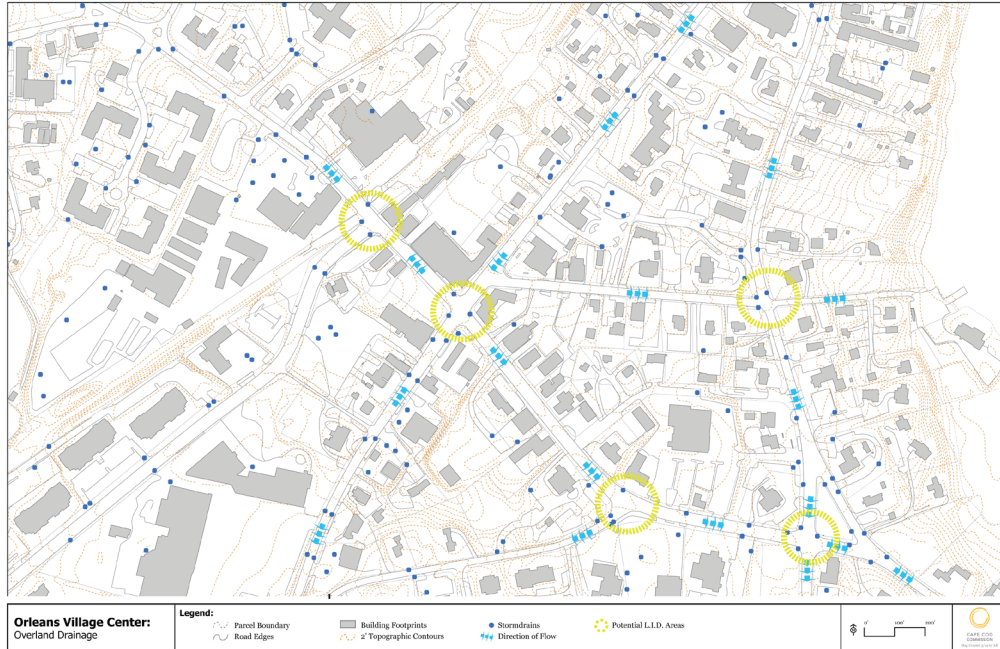 Orleans Village Center:
Overland Drainage
Legend:
Parcel Boundary
Road Edges
Building Footprints
2' Topographic Contours
Stormdrains
Direction of Flow
Potential L.I.D. Areas
0' 100' 200'
CAPE COD
COMMISSION